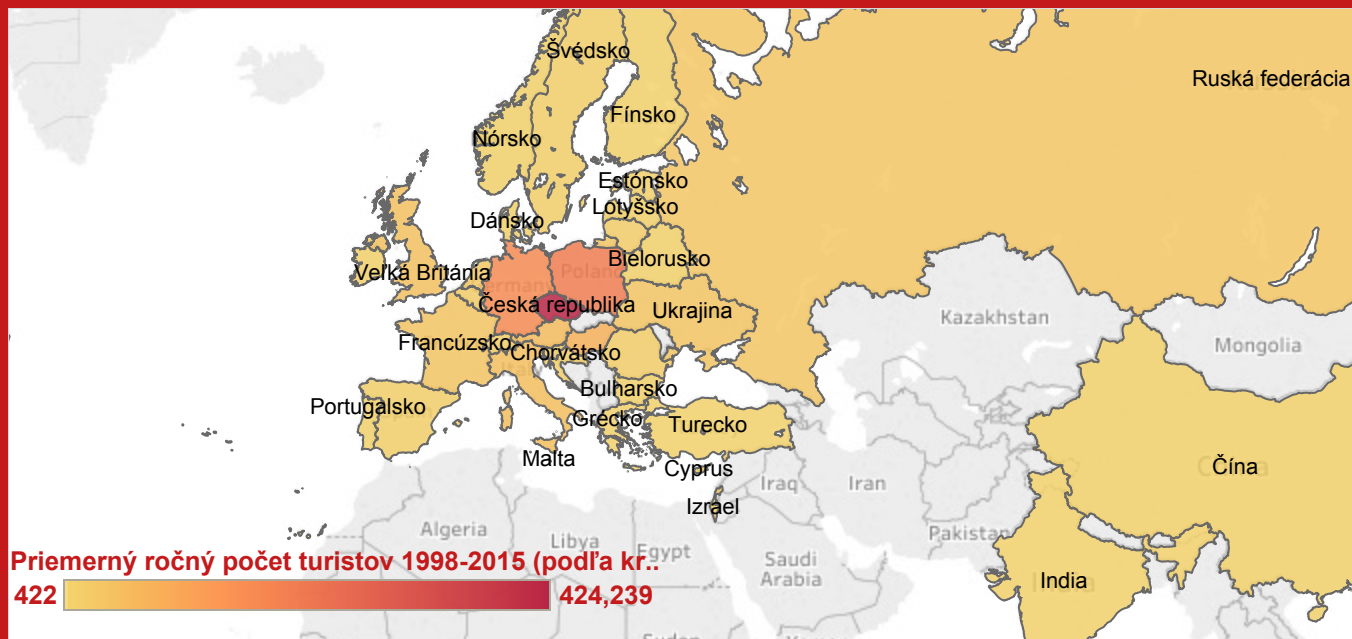 Švédsko
Ruská federácia
Fínsko
Nórsko
Estónsko
Lotyšsko
Dánsko
Bielorusko
Veľká Británia
Poland
Česká republika
Ukrajina
Kazakhstan
Francúzsko
Chorvátsko
Italy
Mongolia
Bulharsko
Portugalsko
Grécko
Turecko
Malta
Cyprus
Čína
Iraq
Iran
Izrael
Algeria
Libya
Egypt
Pakistan
Saudi
Arabia
India
Priemerný ročný počet turistov 1998-2015 (podľa kr..
422
424,239